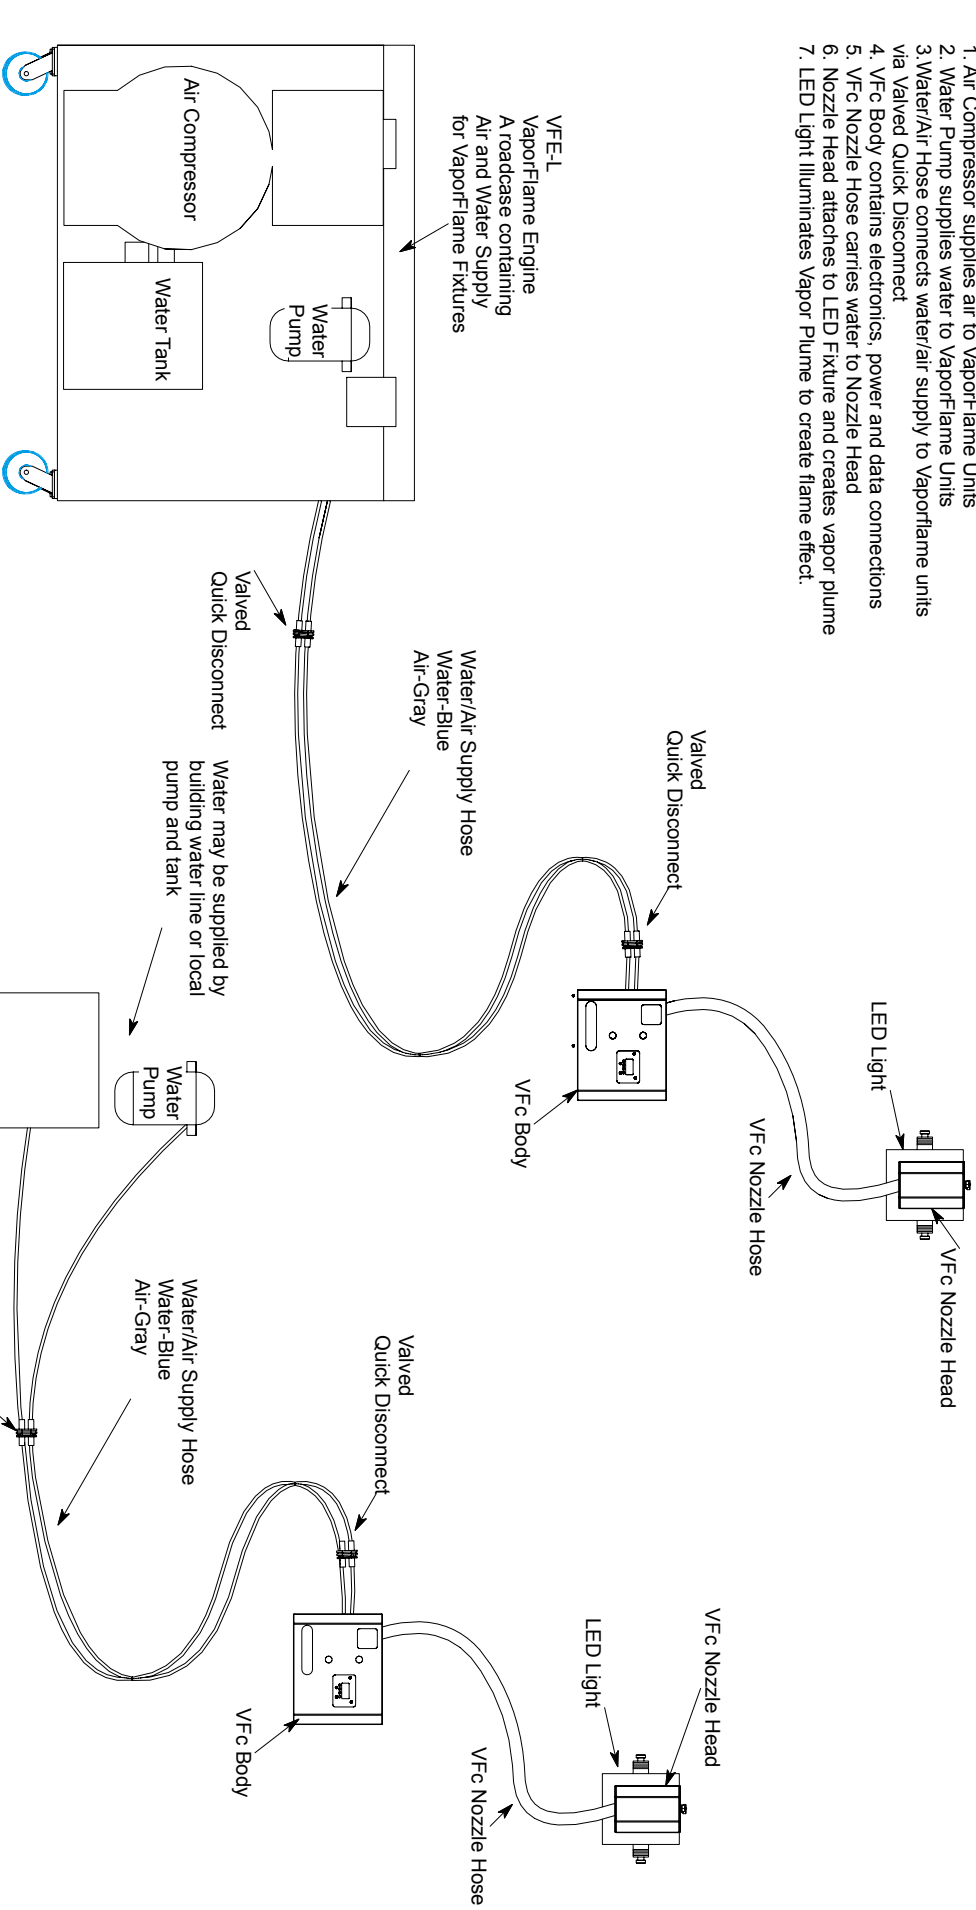 1. Air Compressor supplies air to VaporFlame Units
2. Water Pump supplies water to VaporFlame Units
3.Water/Air Hose connects water/air supply to Vaporflame units
via Valved Quick Disconnect
4. VFc Body contains electronics, power and data connections
5. VFc Nozzle Hose carries water to Nozzle Head
6. Nozzle Head attaches to LED Fixture and creates vapor plume
7. LED Light Illuminates Vapor Plume to create flame effect.
VFE-L
VaporFlame Engine
A roadcase containing
Air and Water Supply
for VaporFlame Fixtures
Air Compressor
Water Tank
Water
Pump
Valved
Quick Disconnect
Water/Air Supply Hose
Water-Blue
Air-Gray
Valved
Quick Disconnect
VFc Body
LED Light
VFc Nozzle Hose
VFc Nozzle Head
Water may be supplied by
building water line or local
pump and tank
Water
Pump
Water/Air Supply Hose
Water-Blue
Air-Gray
Valved
Quick Disconnect
VFc Body
LED Light
VFc Nozzle Head
VFc Nozzle Hose